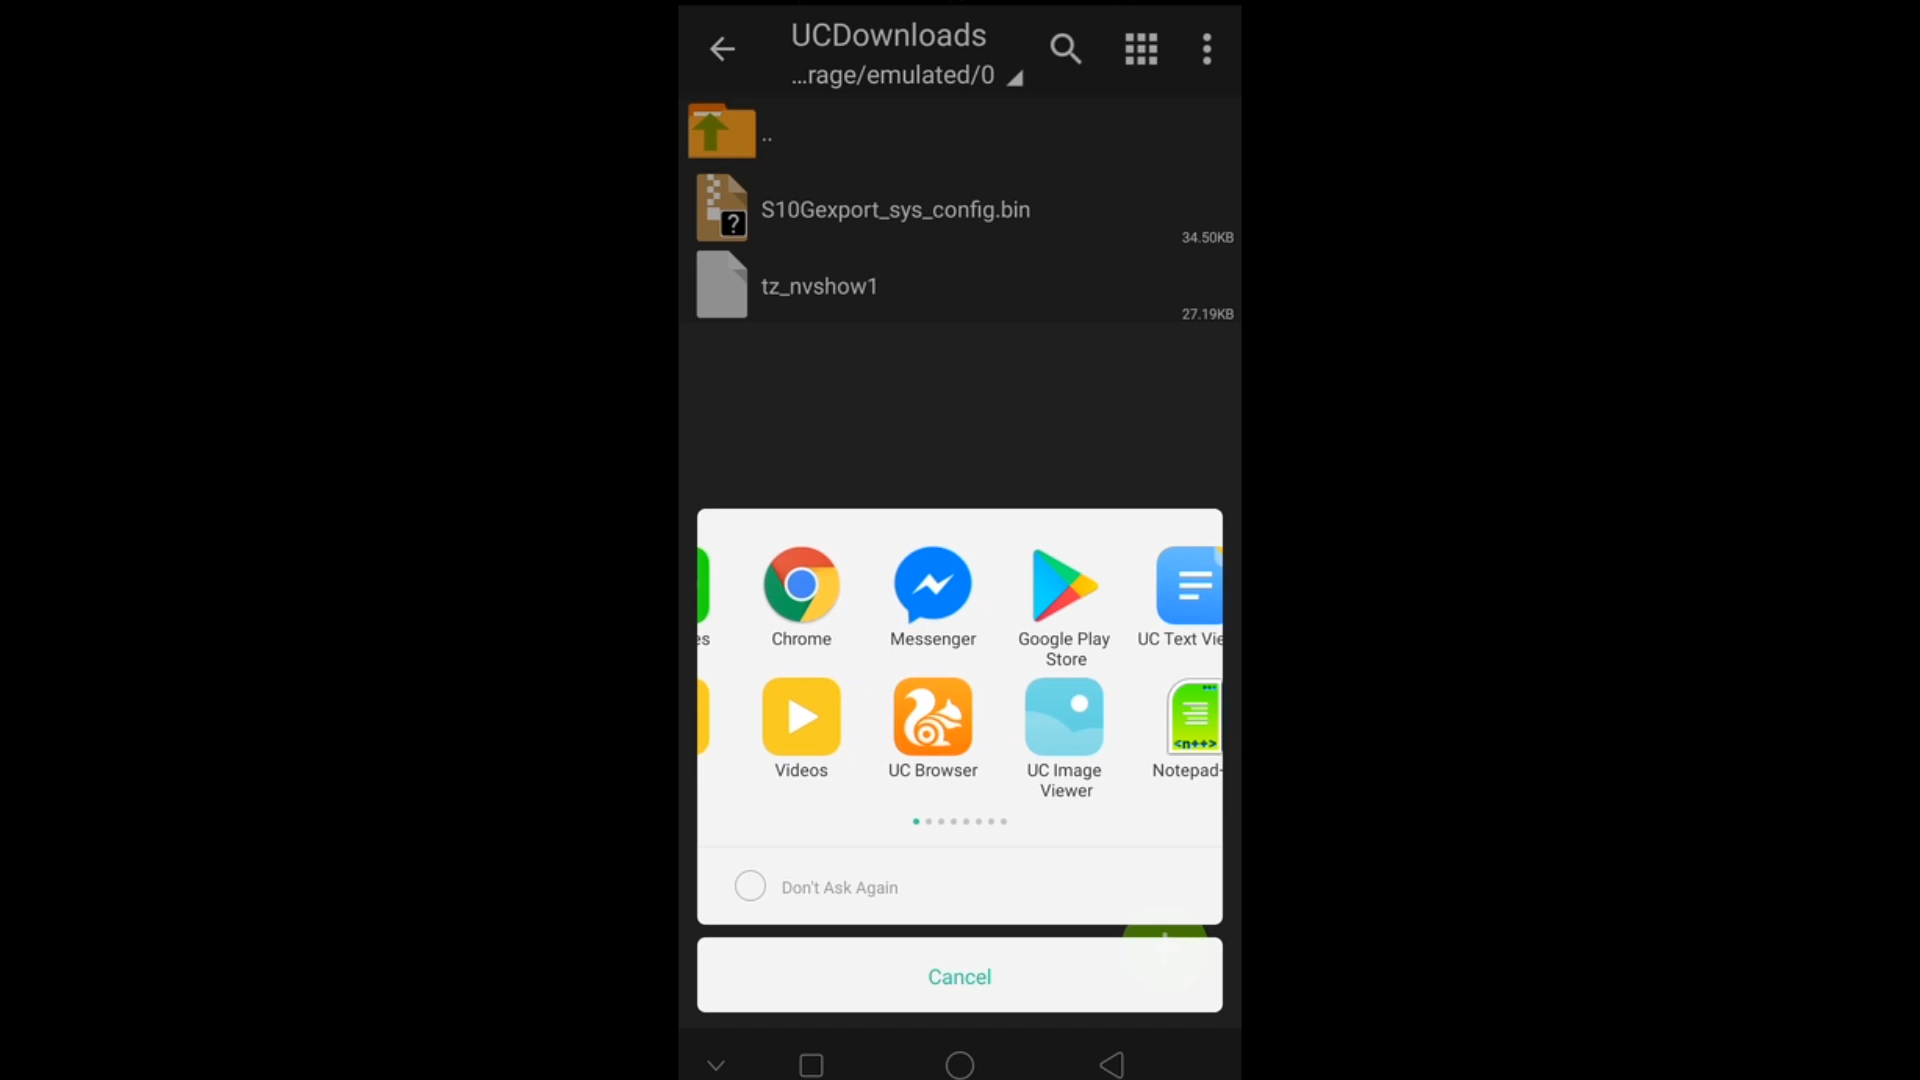 UCDownloads
...rage/emulated/0
..
S10Gexport_sys_config.bin
34.50KB
tz_nvshow1
27.19KB
es Chrome Messenger Google Play Store UC Text Vie
Videos UC Browser UC Image Viewer <n++> Notepad-
Don't Ask Again
Cancel